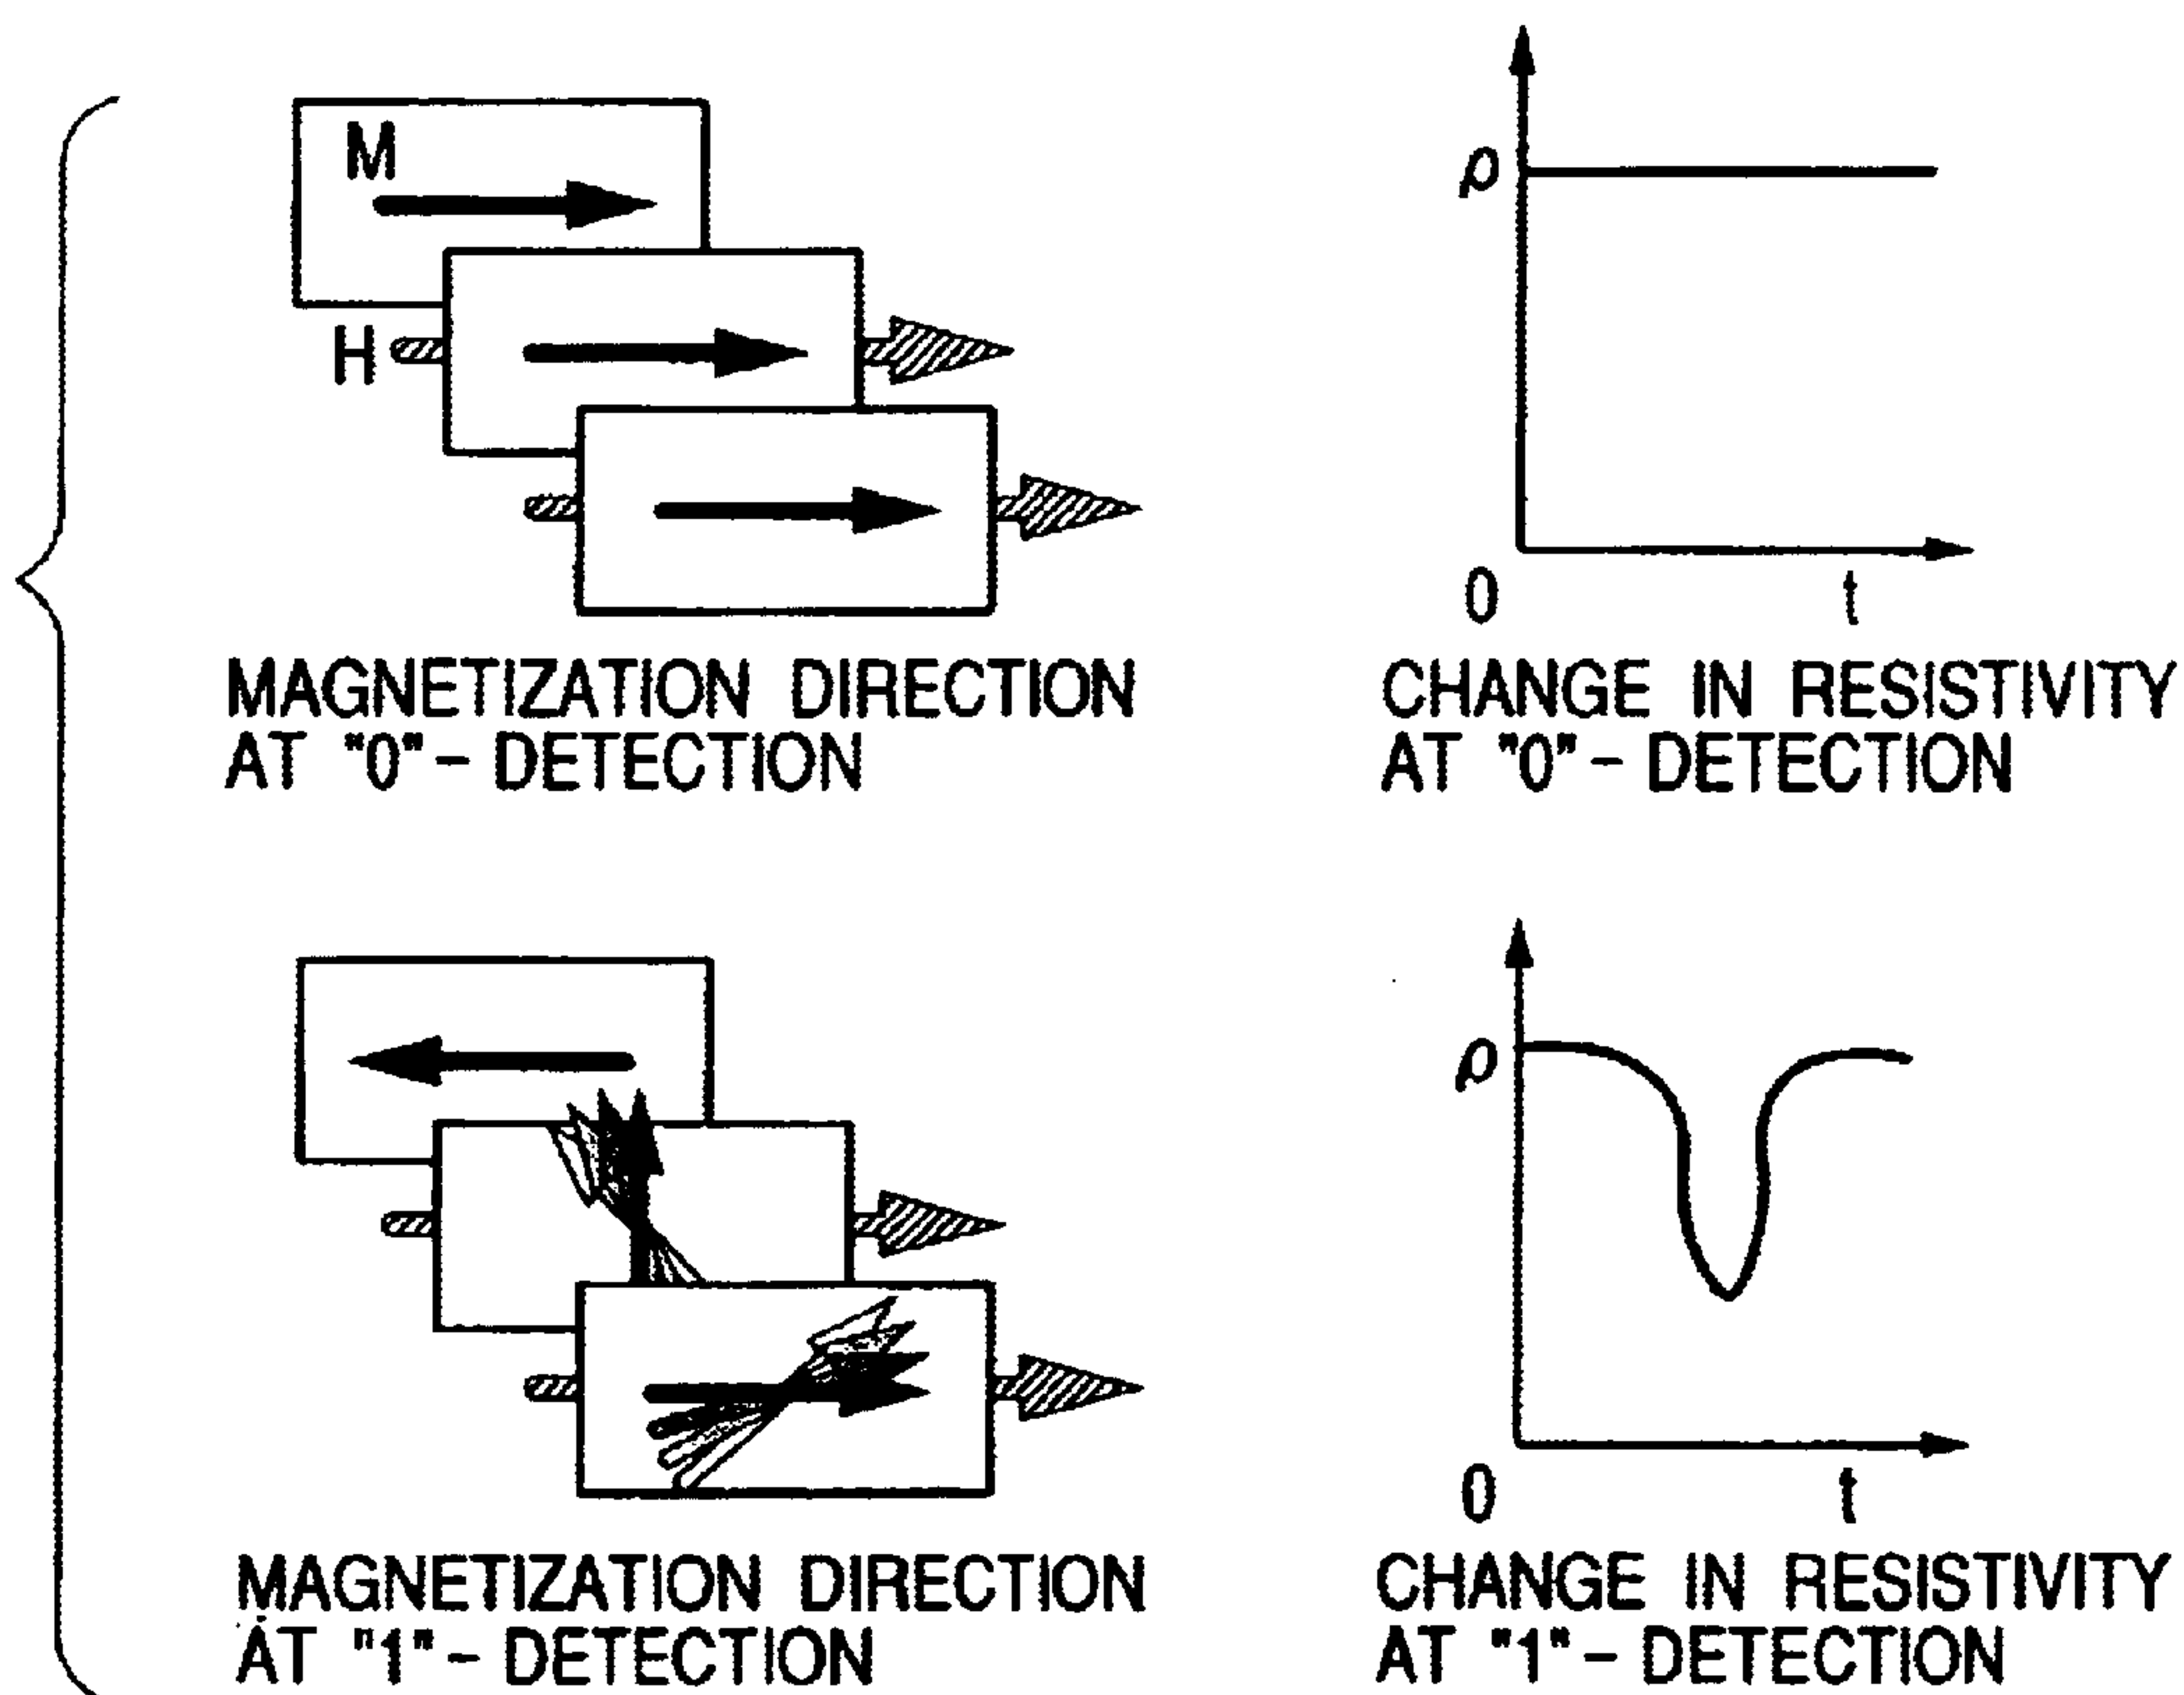 M
H
MAGNETIZATION DIRECTION
AT "0"- DETECTION
ρ
0
t
CHANGE IN RESISTIVITY
AT "0"- DETECTION
MAGNETIZATION DIRECTION
AT "1"- DETECTION
ρ
0
t
CHANGE IN RESISTIVITY
AT "1"- DETECTION